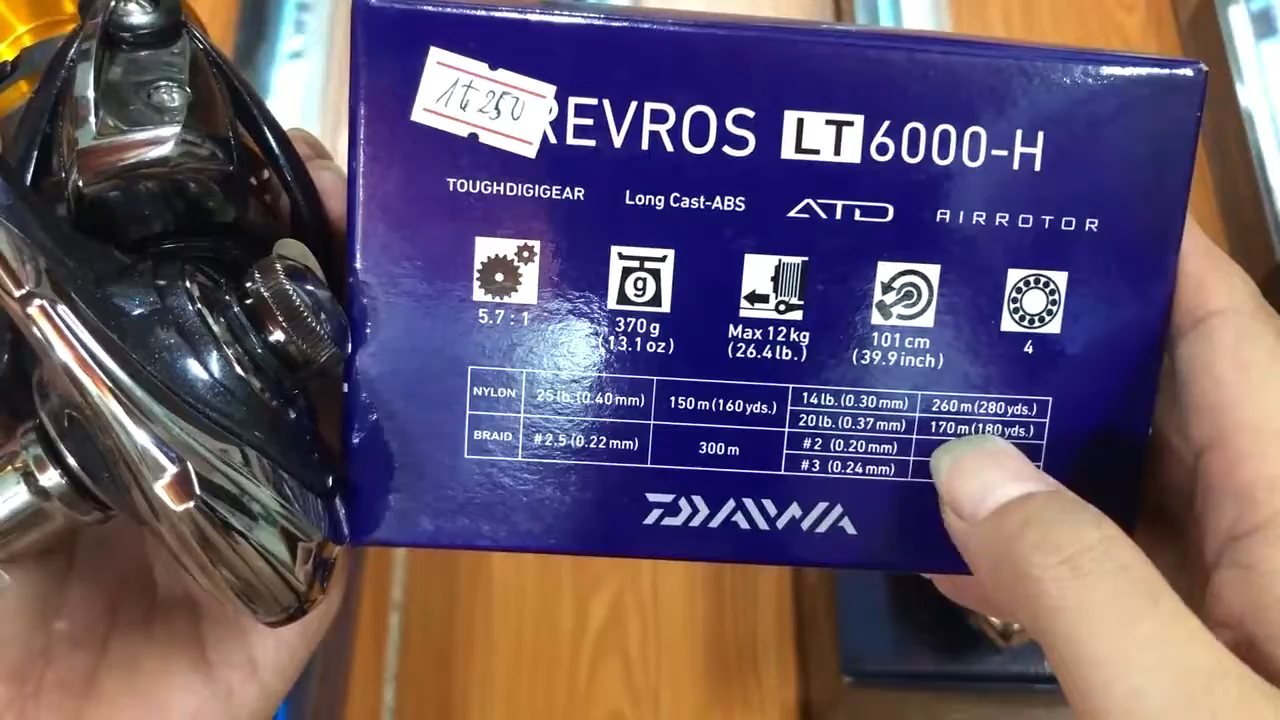 1tr250
REVROS LT 6000-H
TOUGHDIGIGEAR Long Cast-ABS ATD AIRROTOR
g
5.7 : 1 370 g (13.1 oz) Max 12 kg (26.4 lb.) 101 cm (39.9 inch) 4
NYLON 25 lb. (0.40 mm) 150 m (160 yds.) 14 lb. (0.30 mm) 260 m (280 yds.)
20 lb. (0.37 mm) 170 m (180 yds.)
BRAID #2.5 (0.22 mm) 300 m #2 (0.20 mm)
#3 (0.24 mm)
DAIWA